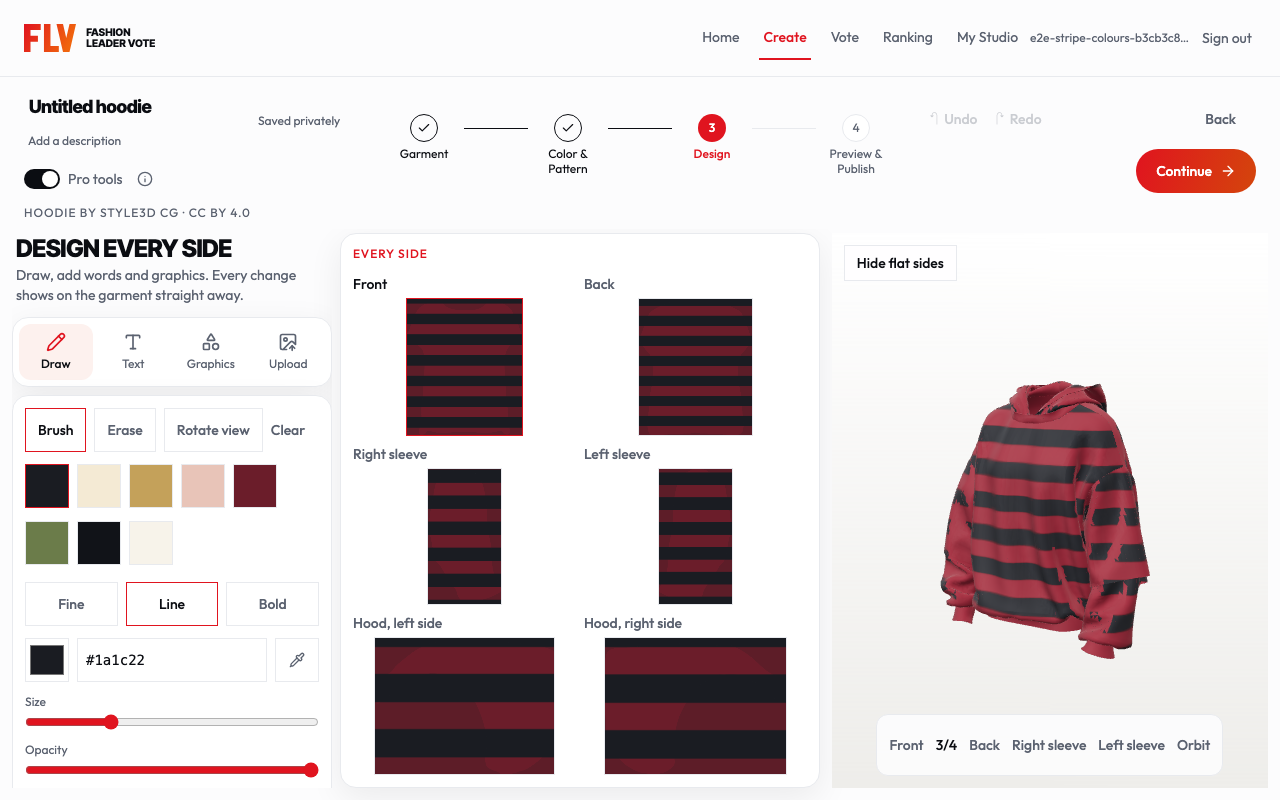 FLV
FASHION
LEADER VOTE
Home
Create
Vote
Ranking
My Studio
e2e-stripe-colours-b3cb3c8...
Sign out
Untitled hoodie
Add a description
Saved privately
Garment
Color &
Pattern
3
Design
4
Preview &
Publish
Undo
Redo
Back
Continue
Pro tools
HOODIE BY STYLE3D CG · CC BY 4.0
DESIGN EVERY SIDE
Draw, add words and graphics. Every change
shows on the garment straight away.
Draw
Text
Graphics
Upload
Brush
Erase
Rotate view
Clear
Fine
Line
Bold
#1a1c22
Size
Opacity
EVERY SIDE
Front
Back
Right sleeve
Left sleeve
Hood, left side
Hood, right side
Hide flat sides
Front
3/4
Back
Right sleeve
Left sleeve
Orbit